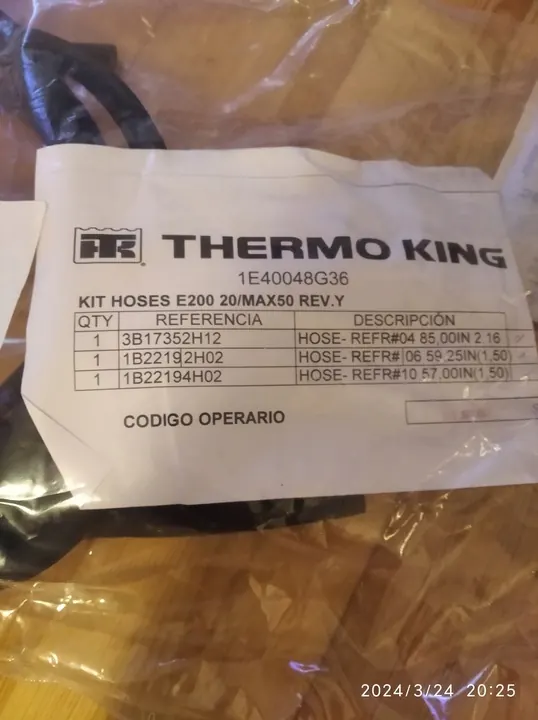 TK
THERMO KING
1E40048G36
KIT HOSES E200 20/MAX50 REV.Y
QTY REFERENCIA DESCRIPCIÓN
1 3B17352H12 HOSE- REFR#04 85,00IN 2.16
1 1B22192H02 HOSE- REFR# 06 59,25IN(1,50)
1 1B22194H02 HOSE- REFR#10 57,00IN(1,50)
CODIGO OPERARIO
2024/3/24 20:25